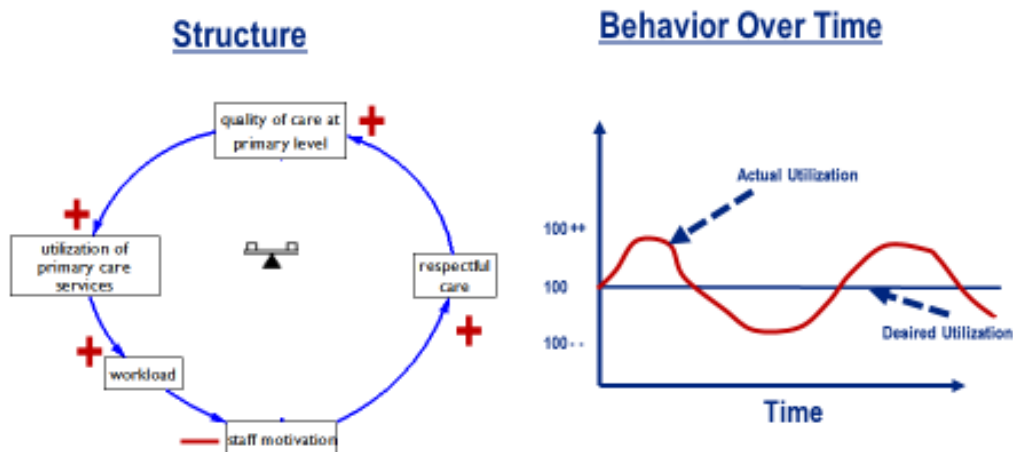 Structure
Behavior Over Time
+
quality of care at
primary level
+
utilization of
primary care
services
+
workload
— staff motivation
+
respectful
care
Actual Utilization
100 ++
100
100 - -
Desired Utilization
Time